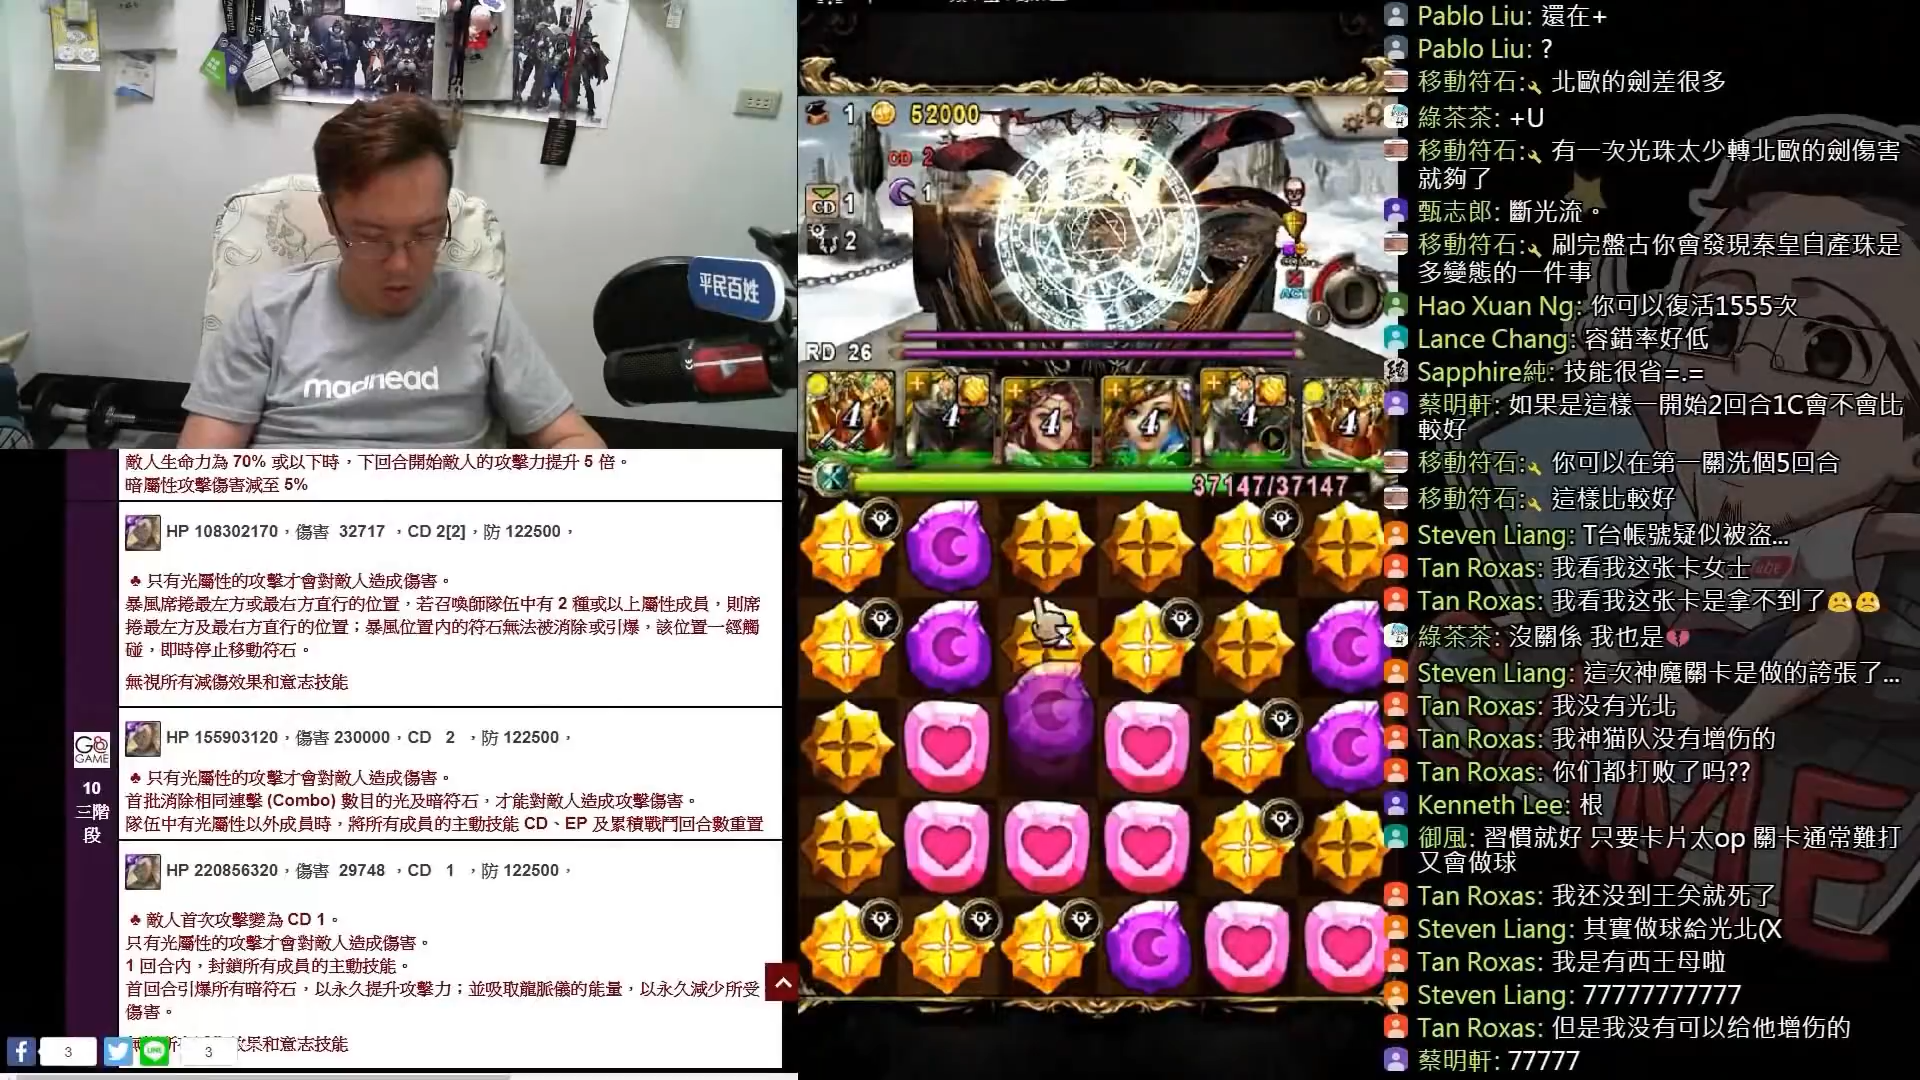 madhead
平民百姓
敵人生命力為 70% 或以下時，下回合開始敵人的攻擊力提升 5 倍。
暗屬性攻擊傷害減至 5%
HP 108302170，傷害 32717 ，CD 2[2]，防 122500，
♣ 只有光屬性的攻擊才會對敵人造成傷害。
暴風席捲最左方或最右方直行的位置，若召喚師隊伍中有 2 種或以上屬性成員，則席
捲最左方及最右方直行的位置；暴風位置內的符石無法被消除或引爆，該位置一經觸
碰，即時停止移動符石。
無視所有減傷效果和意志技能
GAME
10
三階
段
HP 155903120，傷害 230000，CD 2 ，防 122500，
♣ 只有光屬性的攻擊才會對敵人造成傷害。
首批消除相同連擊 (Combo) 數目的光及暗符石，才能對敵人造成攻擊傷害。
隊伍中有光屬性以外成員時，將所有成員的主動技能 CD、EP 及累積戰鬥回合數重置
HP 220856320，傷害 29748 ，CD 1 ，防 122500，
♣ 敵人首次攻擊變為 CD 1。
只有光屬性的攻擊才會對敵人造成傷害。
1 回合內，封鎖所有成員的主動技能。
首回合引爆所有暗符石，以永久提升攻擊力；並吸取龍脈儀的能量，以永久減少所受
傷害。
效果和意志技能
3
3
1 52000
CD 2
1
CD 1
2
ACT
RD 26
4 4 4 4 4 4
37147/37147
Pablo Liu: 還在+
Pablo Liu: ?
移動符石: 北歐的劍差很多
綠茶茶: +U
移動符石: 有一次光珠太少轉北歐的劍傷害
就夠了
甄志郎: 斷光流。
移動符石: 刷完盤古你會發現秦皇自產珠是
多變態的一件事
Hao Xuan Ng: 你可以復活1555次
Lance Chang: 容錯率好低
Sapphire純: 技能很省=.=
蔡明軒: 如果是這樣一開始2回合1C會不會比
較好
移動符石: 你可以在第一關洗個5回合
移動符石: 這樣比較好
Steven Liang: T台帳號疑似被盜...
Tan Roxas: 我看我这张卡女士
Tan Roxas: 我看我这张卡是拿不到了☹️☹️
綠茶茶: 沒關係 我也是💔
Steven Liang: 這次神魔關卡是做的誇張了...
Tan Roxas: 我没有光北
Tan Roxas: 我神猫队没有增伤的
Tan Roxas: 你们都打败了吗??
Kenneth Lee: 根
御風: 習慣就好 只要卡片太op 關卡通常難打
又會做球
Tan Roxas: 我还没到王关就死了
Steven Liang: 其實做球給光北(X
Tan Roxas: 我是有西王母啦
Steven Liang: 77777777777
Tan Roxas: 但是我没有可以给他增伤的
蔡明軒: 77777